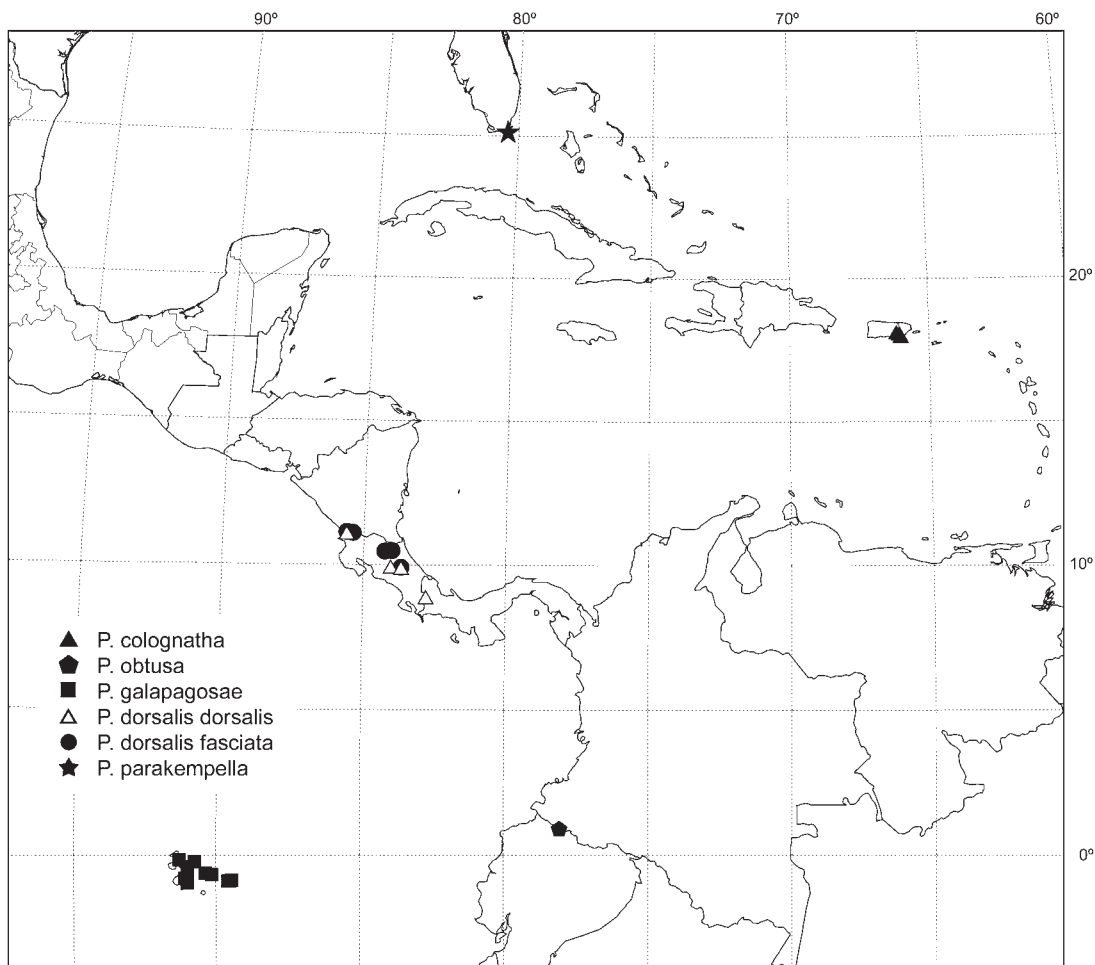 90º 80º 70º 60º
20º
10º
P. colognatha
P. obtusa
P. galapagosae
P. dorsalis dorsalis
P. dorsalis fasciata
P. parakempella
0º